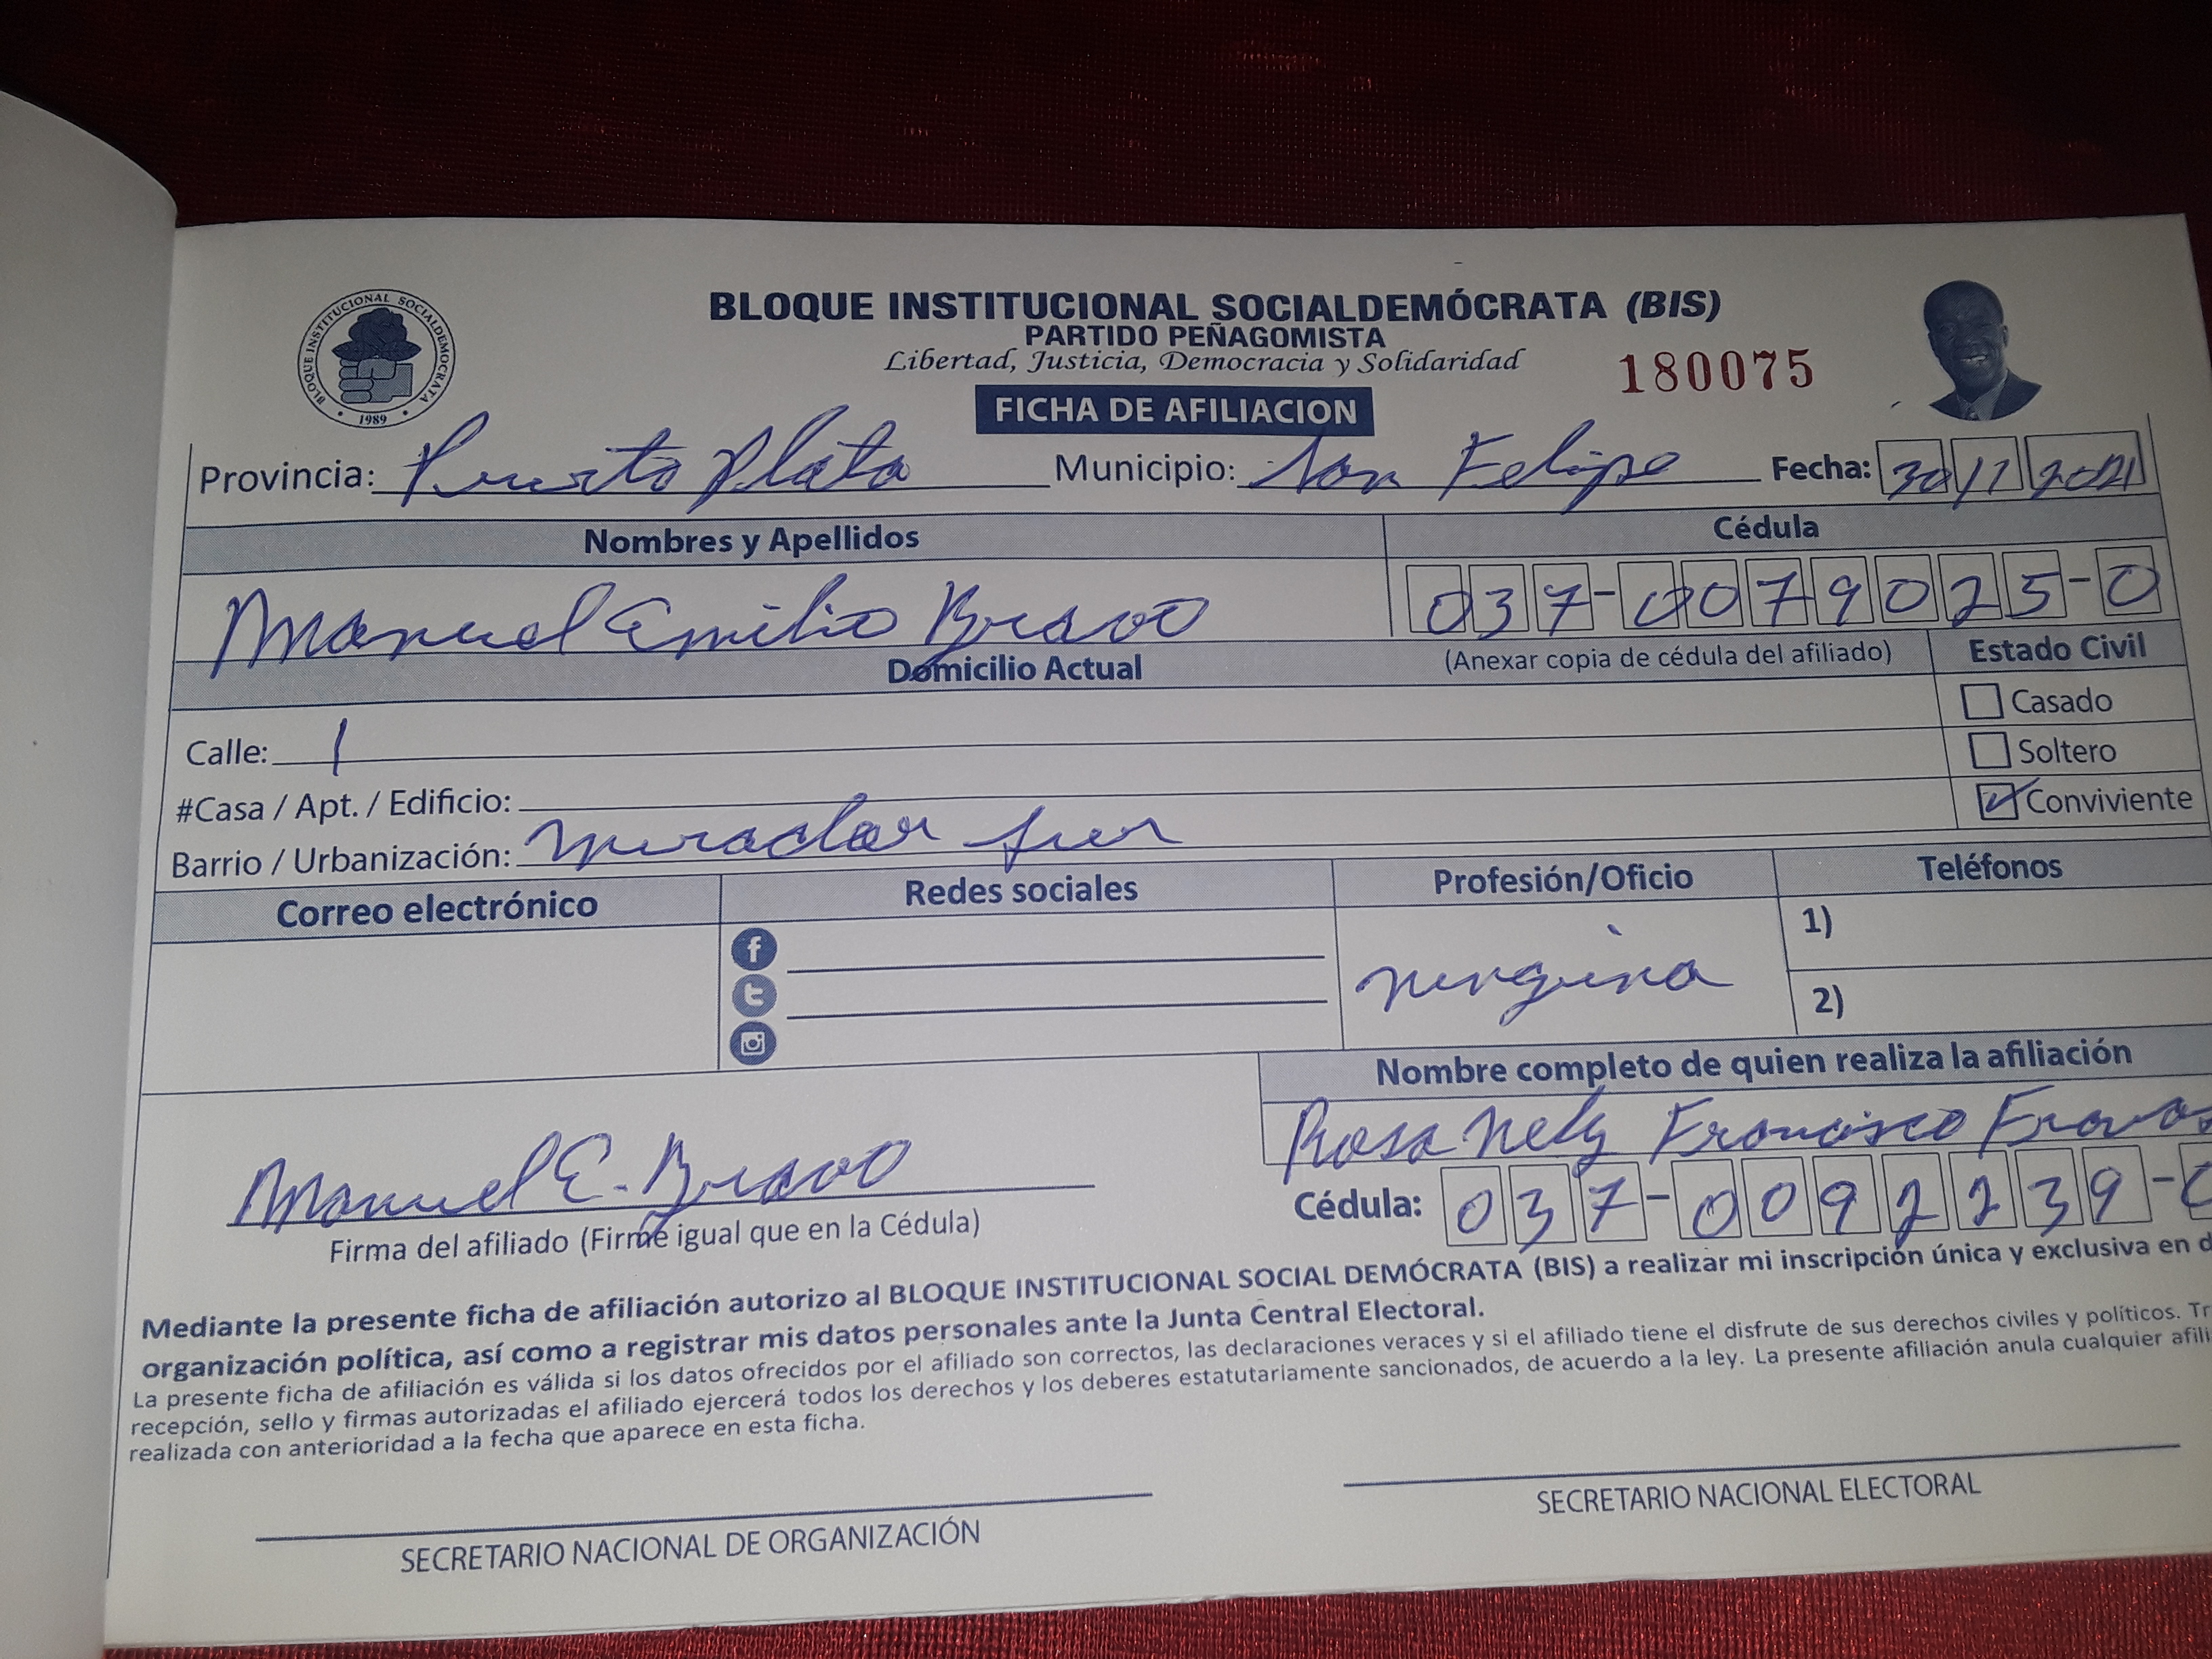 BLOQUE INSTITUCIONAL SOCIALDEMOCRATA
1989
BLOQUE INSTITUCIONAL SOCIALDEMÓCRATA (BIS)
PARTIDO PEÑAGOMISTA
Libertad, Justicia, Democracia y Solidaridad
180075
FICHA DE AFILIACION
Provincia: Puerto Plata Municipio: San Felipe Fecha: 30/11 2021
Nombres y Apellidos Cédula
Manuel Emilio Bravo 037-0079025-0
Domicilio Actual (Anexar copia de cédula del afiliado) Estado Civil
Casado
Calle: 1
Soltero
#Casa / Apt. / Edificio:
Conviviente
Barrio / Urbanización: mirador sur
Correo electrónico Redes sociales Profesión/Oficio Teléfonos
1)
ninguna
2)
Nombre completo de quien realiza la afiliación
Rosa Nely Francisco
Manuel E. Bravo
Cédula: 037-0092239-
Firma del afiliado (Firme igual que en la Cédula)
Mediante la presente ficha de afiliación autorizo al BLOQUE INSTITUCIONAL SOCIAL DEMÓCRATA (BIS) a realizar mi inscripción única y exclusiva en
organización política, así como a registrar mis datos personales ante la Junta Central Electoral.
La presente ficha de afiliación es válida si los datos ofrecidos por el afiliado son correctos, las declaraciones veraces y si el afiliado tiene el disfrute de sus derechos civiles y políticos.
recepción, sello y firmas autorizadas el afiliado ejercerá todos los derechos y los deberes estatutariamente sancionados, de acuerdo a la ley. La presente afiliación anula cualquier
realizada con anterioridad a la fecha que aparece en esta ficha.
SECRETARIO NACIONAL DE ORGANIZACIÓN
SECRETARIO NACIONAL ELECTORAL